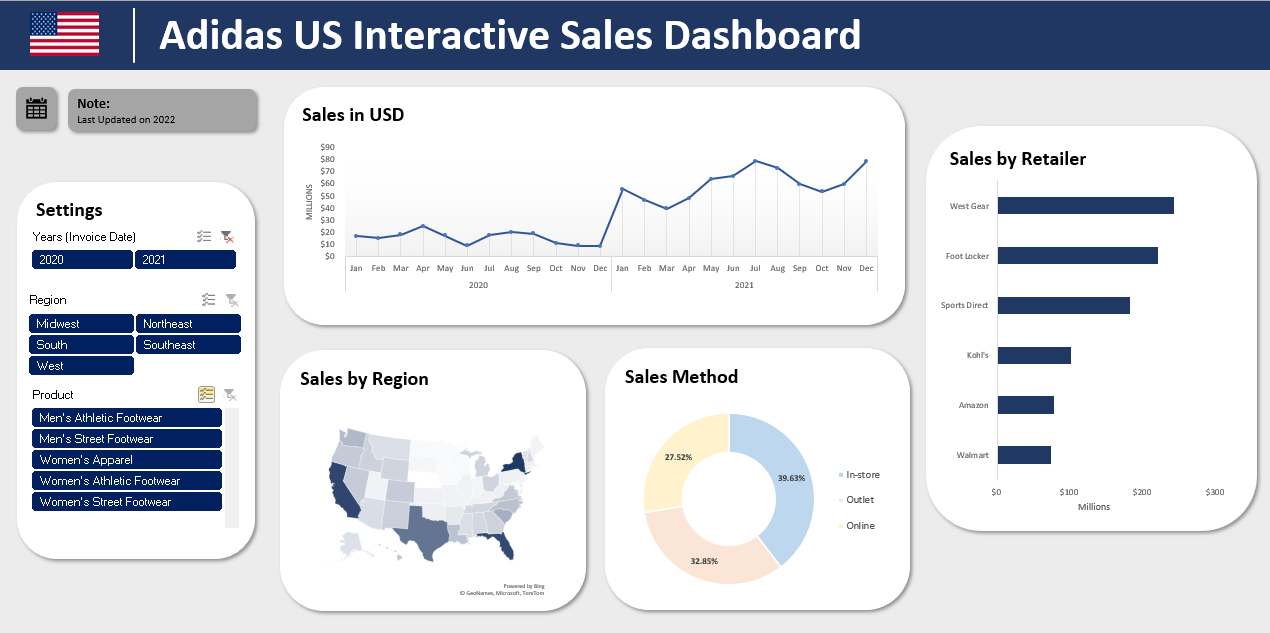 Adidas US Interactive Sales Dashboard
Note:
Last Updated on 2022
Settings
Years (Invoice Date)
2020 2021
Region
Midwest Northeast
South Southeast
West
Product
Men's Athletic Footwear
Men's Street Footwear
Women's Apparel
Women's Athletic Footwear
Women's Street Footwear
Sales in USD
MILLIONS
$90
$80
$70
$60
$50
$40
$30
$20
$10
$0
Jan Feb Mar Apr May Jun Jul Aug Sep Oct Nov Dec Jan Feb Mar Apr May Jun Jul Aug Sep Oct Nov Dec
2020 2021
Sales by Region
Powered by Bing
© GeoNames, Microsoft, TomTom
Sales Method
27.52%
39.63%
32.85%
In-store
Outlet
Online
Sales by Retailer
West Gear
Foot Locker
Sports Direct
Kohl's
Amazon
Walmart
$0 $100 $200 $300
Millions